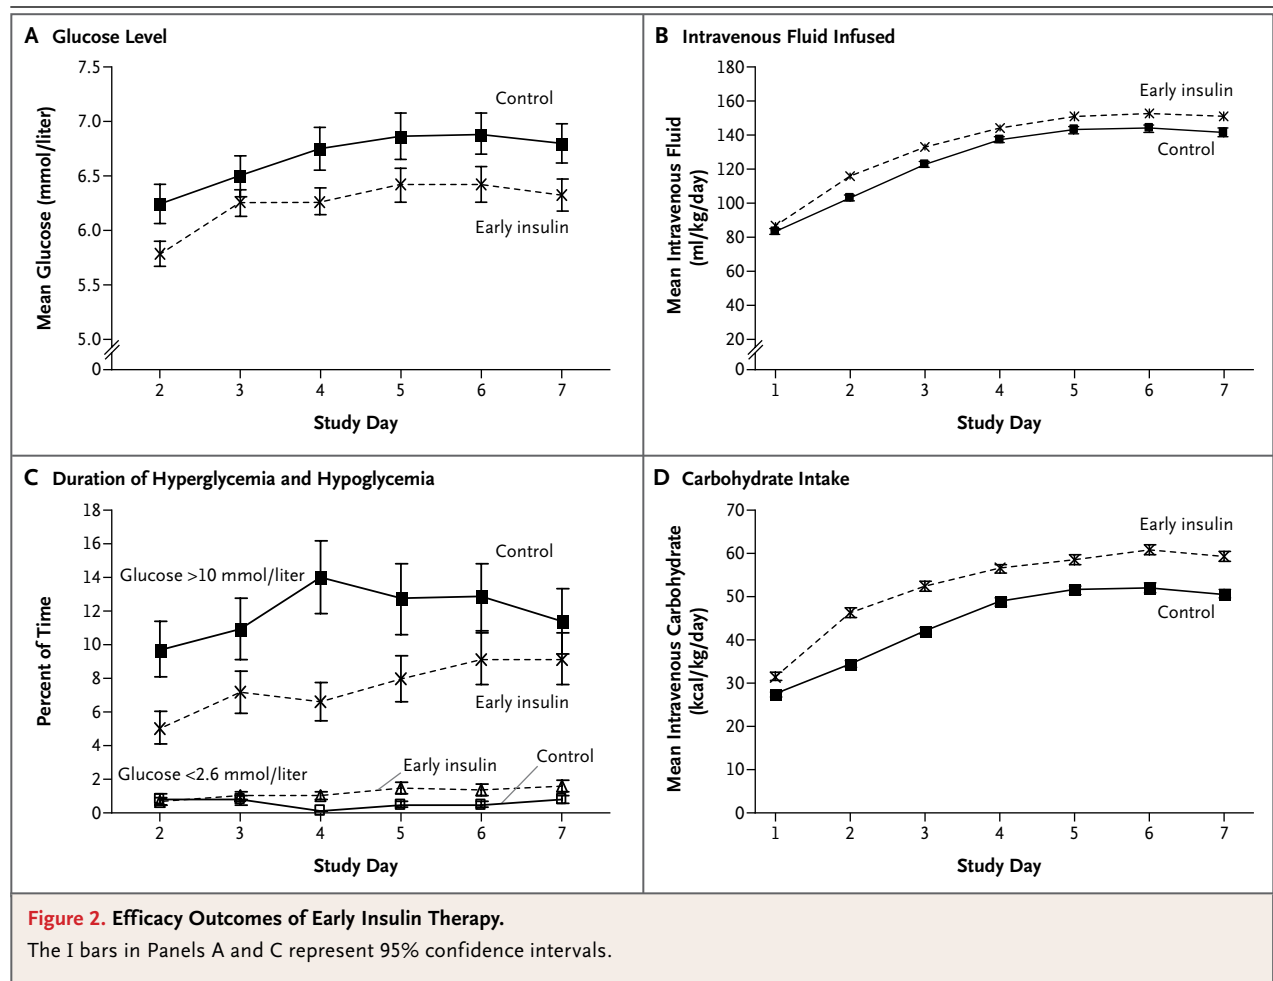 A Glucose Level
Mean Glucose (mmol/liter)
7.5
7.0
6.5
6.0
5.5
5.0
0
Control
Early insulin
2 3 4 5 6 7
Study Day
B Intravenous Fluid Infused
Mean Intravenous Fluid
(ml/kg/day)
180
160
140
120
100
80
60
40
20
0
Early insulin
Control
1 2 3 4 5 6 7
Study Day
C Duration of Hyperglycemia and Hypoglycemia
Percent of Time
18
16
14
12
10
8
6
4
2
0
Glucose >10 mmol/liter
Control
Early insulin
Glucose <2.6 mmol/liter
Early insulin
Control
2 3 4 5 6 7
Study Day
D Carbohydrate Intake
Mean Intravenous Carbohydrate
(kcal/kg/day)
70
60
50
40
30
20
10
0
Early insulin
Control
1 2 3 4 5 6 7
Study Day
Figure 2. Efficacy Outcomes of Early Insulin Therapy.
The I bars in Panels A and C represent 95% confidence intervals.